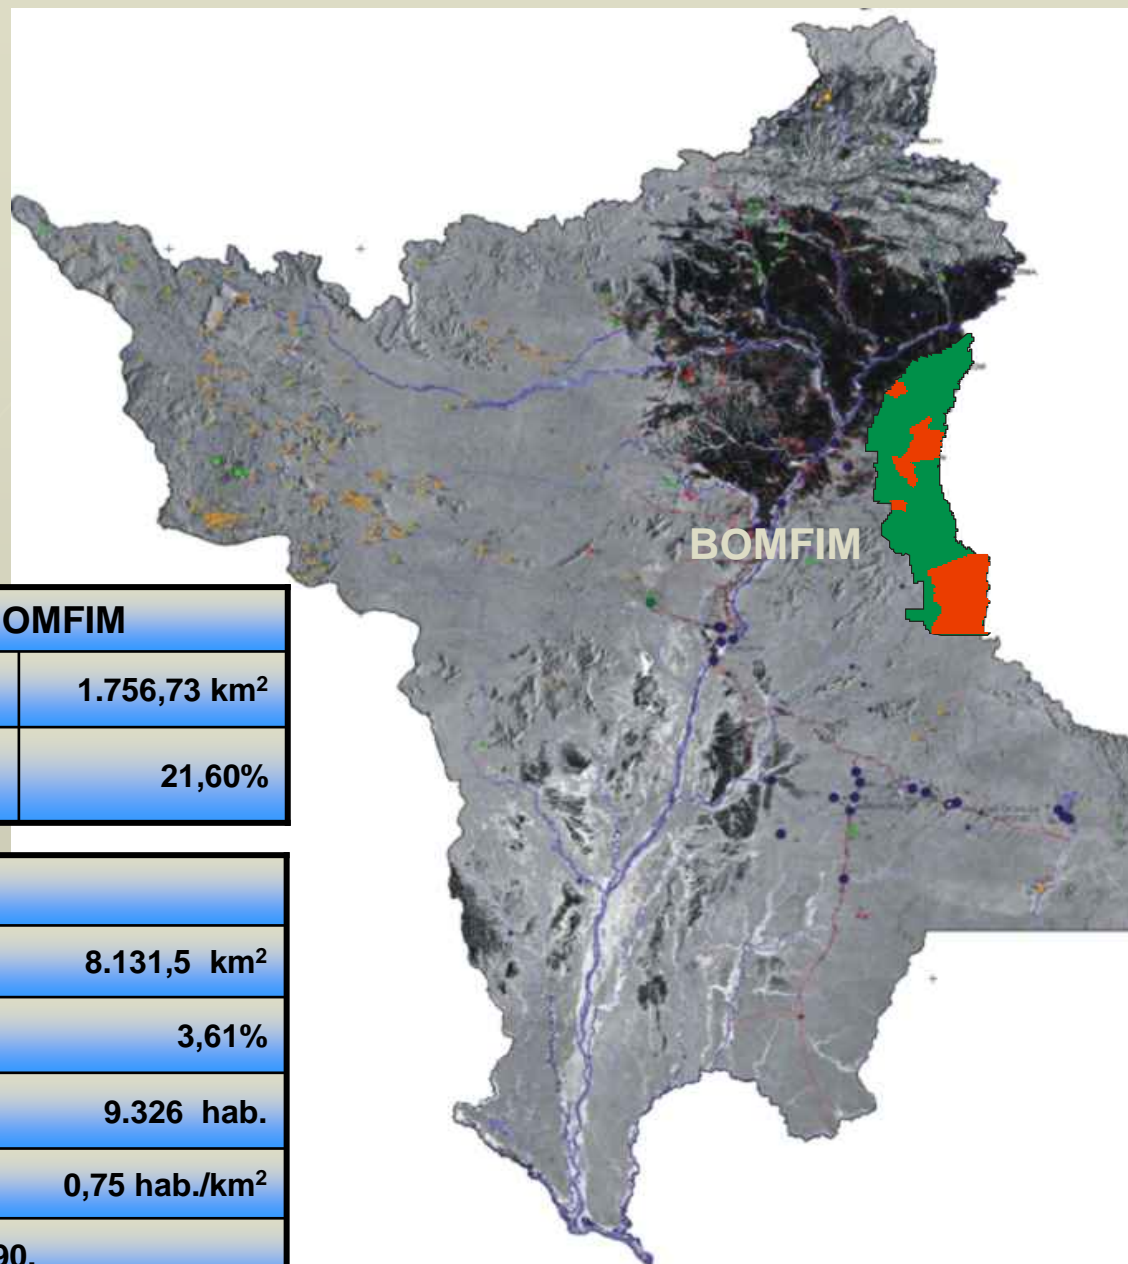 BOMFIM
OMFIM
1.756,73 km²
21,60%
8.131,5 km²
3,61%
9.326 hab.
0,75 hab./km²
90.